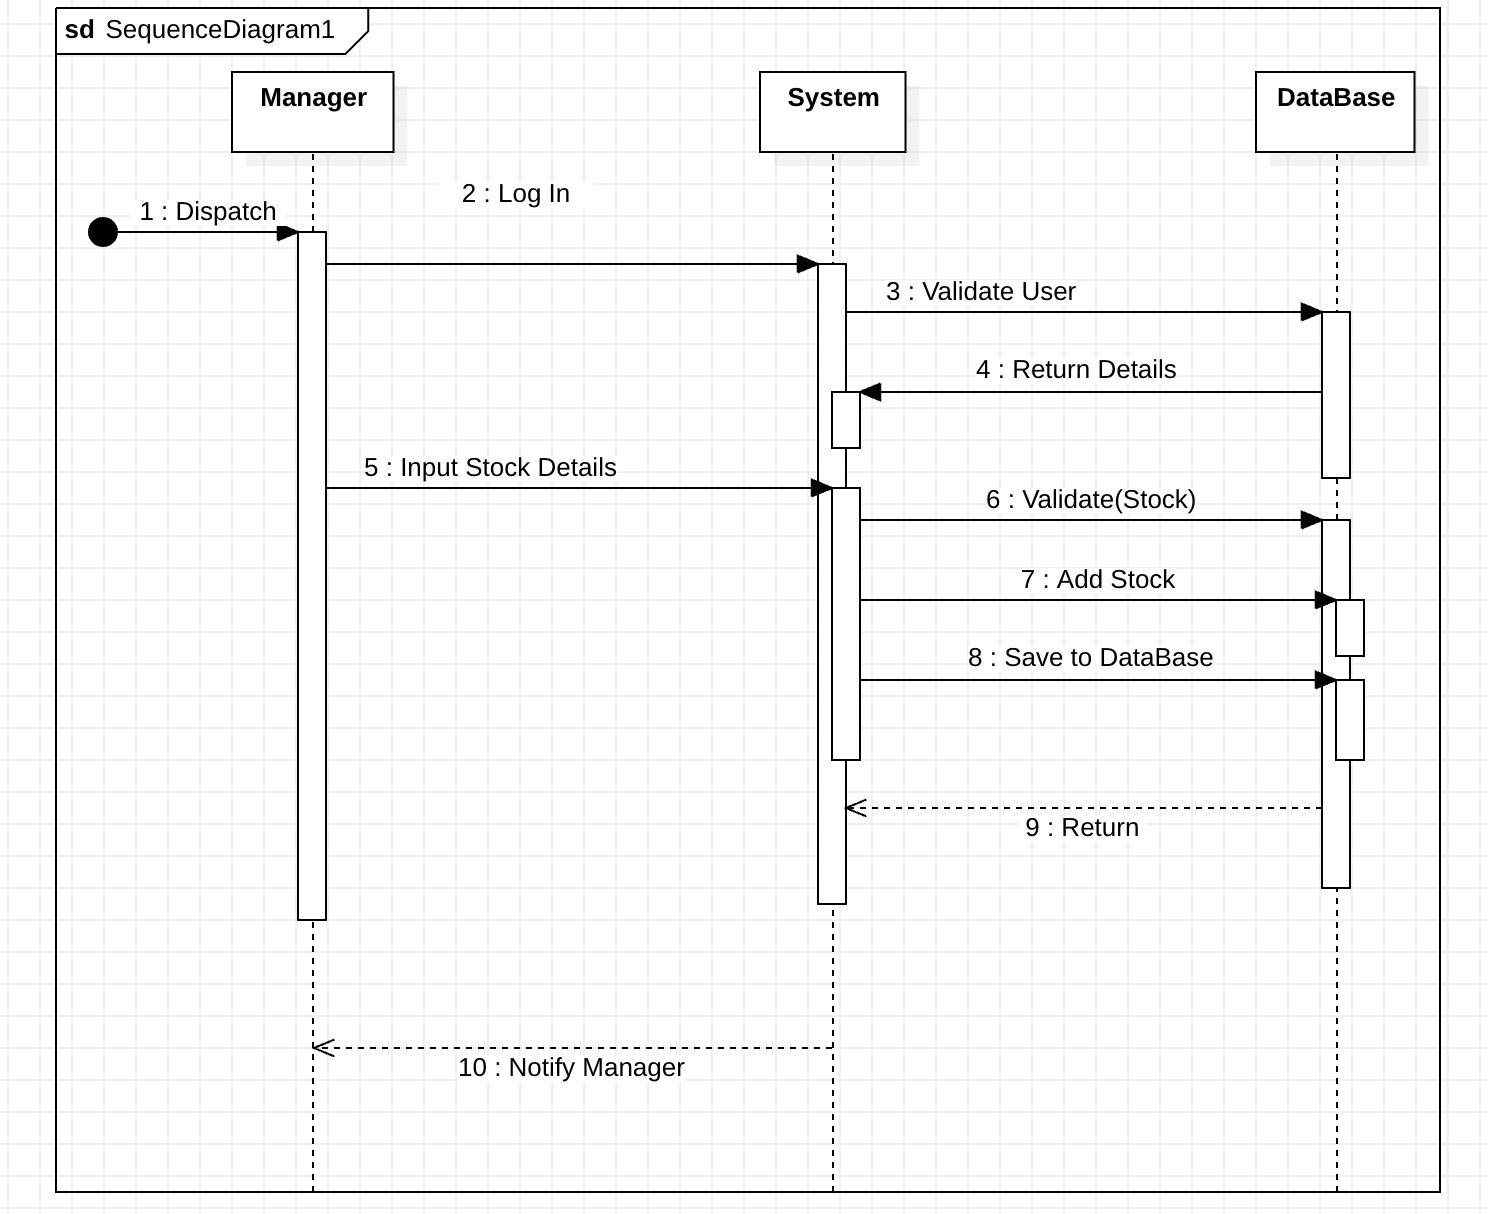 sd SequenceDiagram1
Manager
System
DataBase
2 : Log In
1 : Dispatch
3 : Validate User
4 : Return Details
5 : Input Stock Details
6 : Validate(Stock)
7 : Add Stock
8 : Save to DataBase
9 : Return
10 : Notify Manager